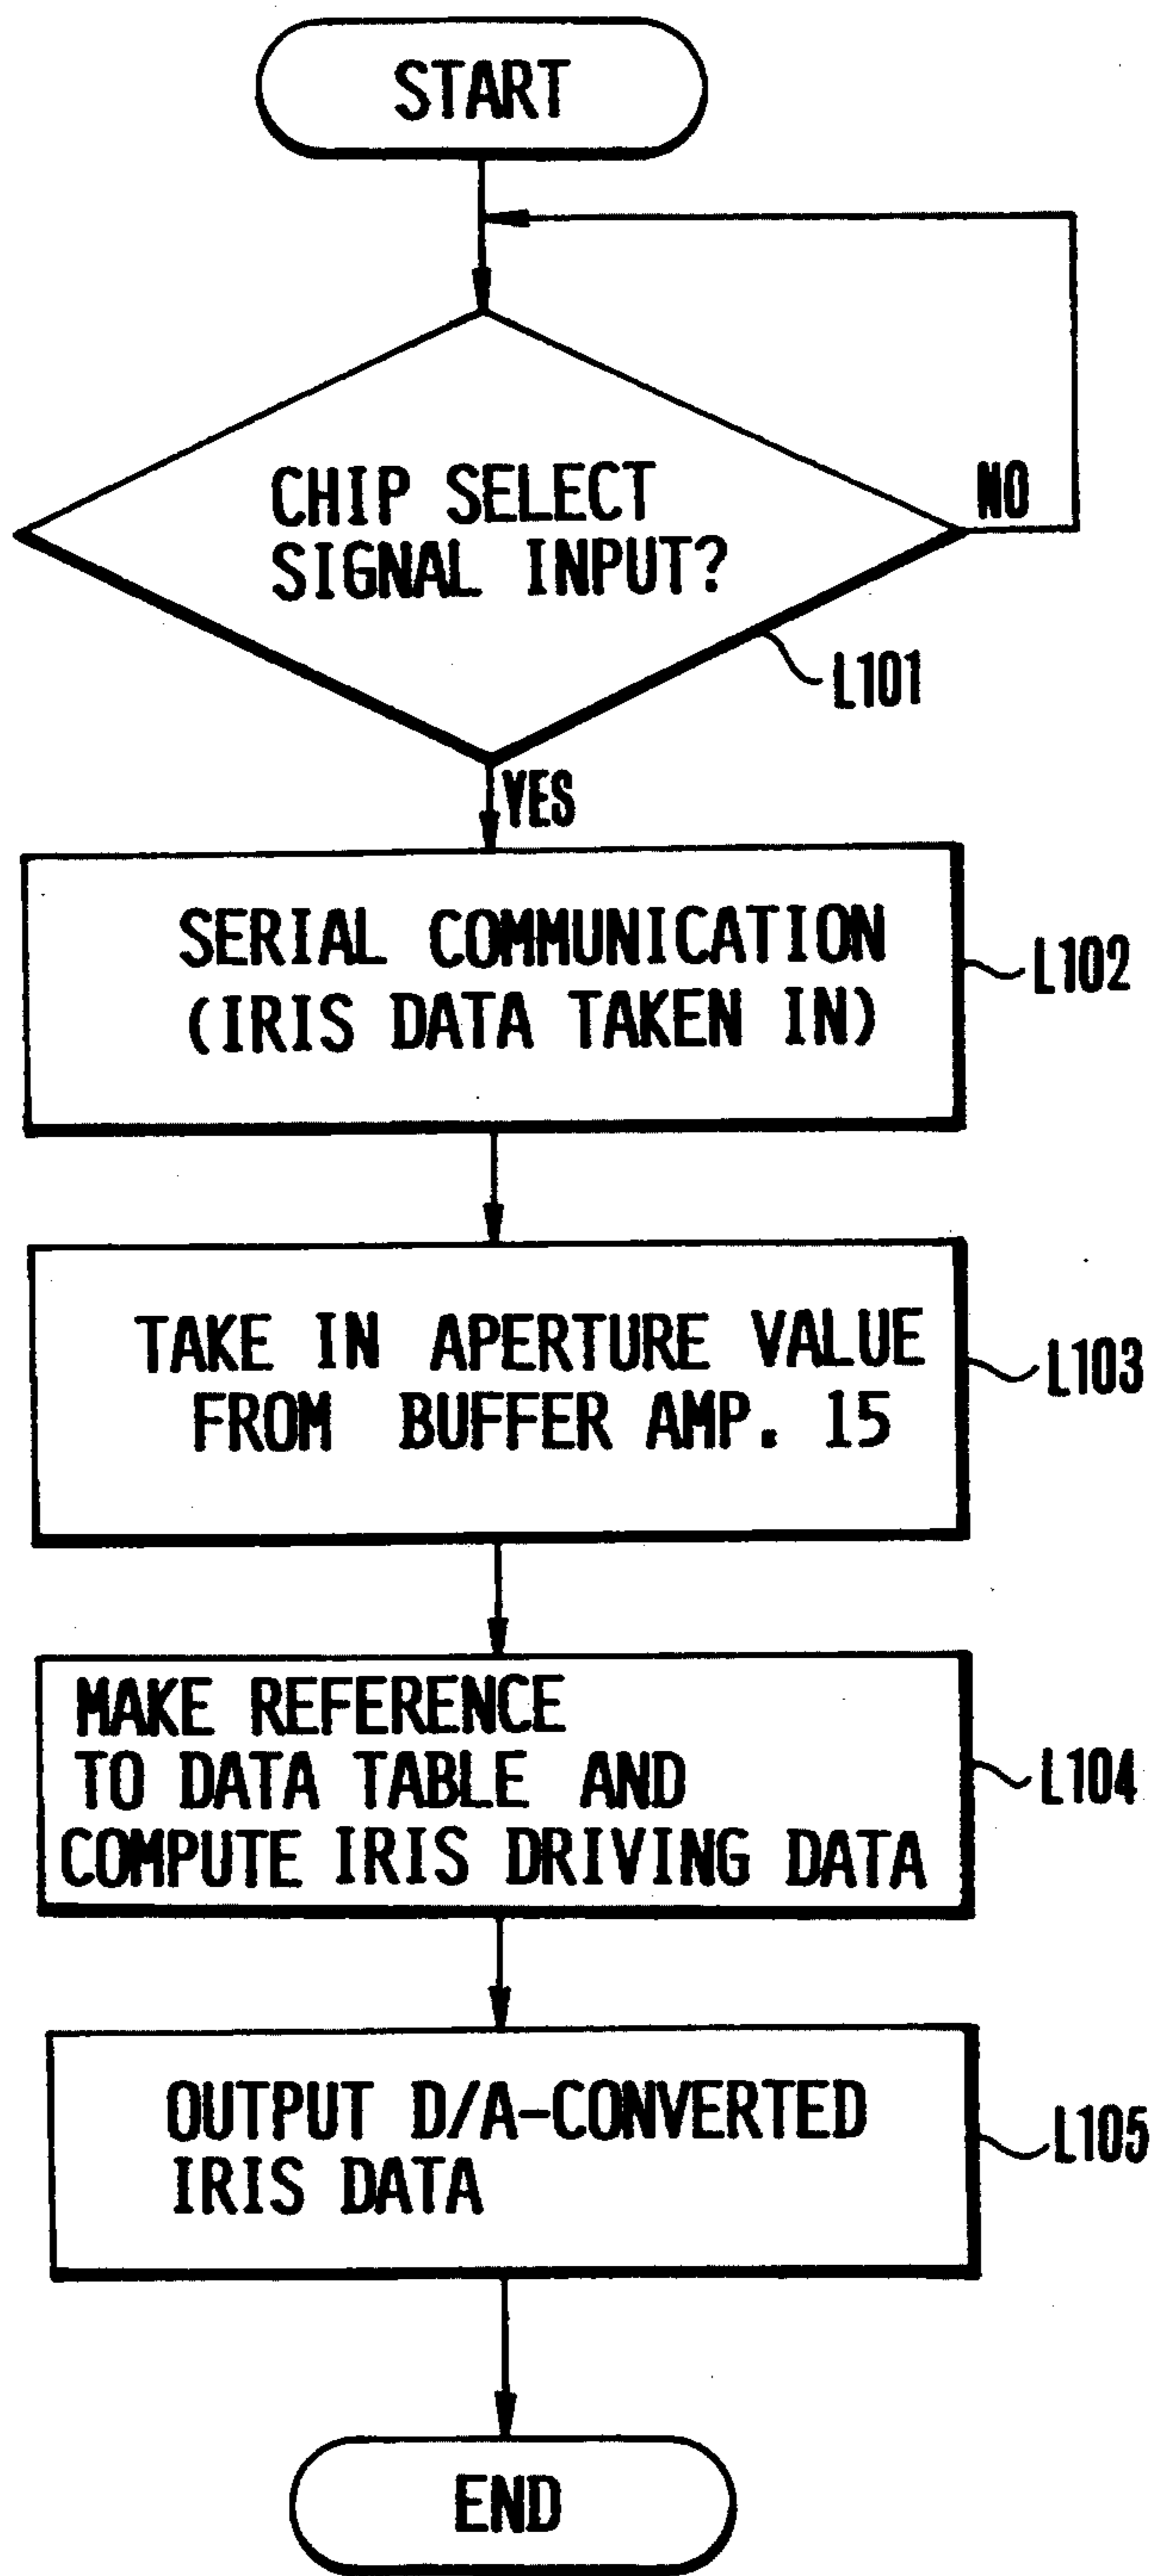 START
CHIP SELECT
SIGNAL INPUT?
NO
L101
YES
SERIAL COMMUNICATION
(IRIS DATA TAKEN IN)
L102
TAKE IN APERTURE VALUE
FROM BUFFER AMP. 15
L103
MAKE REFERENCE
TO DATA TABLE AND
COMPUTE IRIS DRIVING DATA
L104
OUTPUT D/A-CONVERTED
IRIS DATA
L105
END